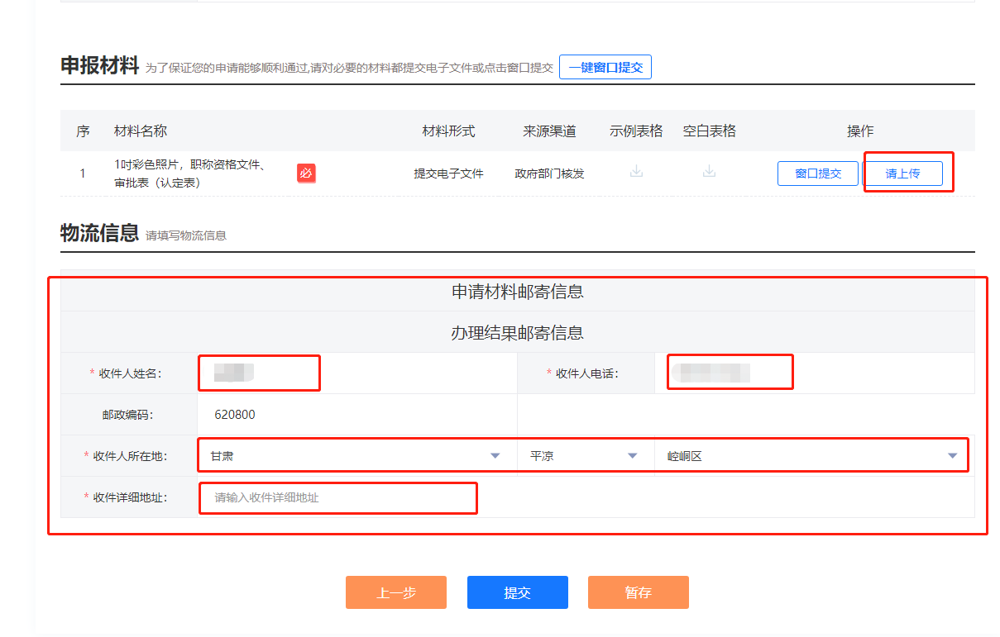 申报材料 为了保证您的申请能够顺利通过,请对必要的材料都提交电子文件或点击窗口提交 一键窗口提交
序 材料名称 材料形式 来源渠道 示例表格 空白表格 操作
1 1吋彩色照片，职称资格文件、审批表（认定表） 必 提交电子文件 政府部门核发 窗口提交 请上传
物流信息 请填写物流信息
申请材料邮寄信息
办理结果邮寄信息
* 收件人姓名： * 收件人电话：
邮政编码： 620800
* 收件人所在地： 甘肃 平凉 崆峒区
* 收件详细地址： 请输入收件详细地址
上一步 提交 暂存